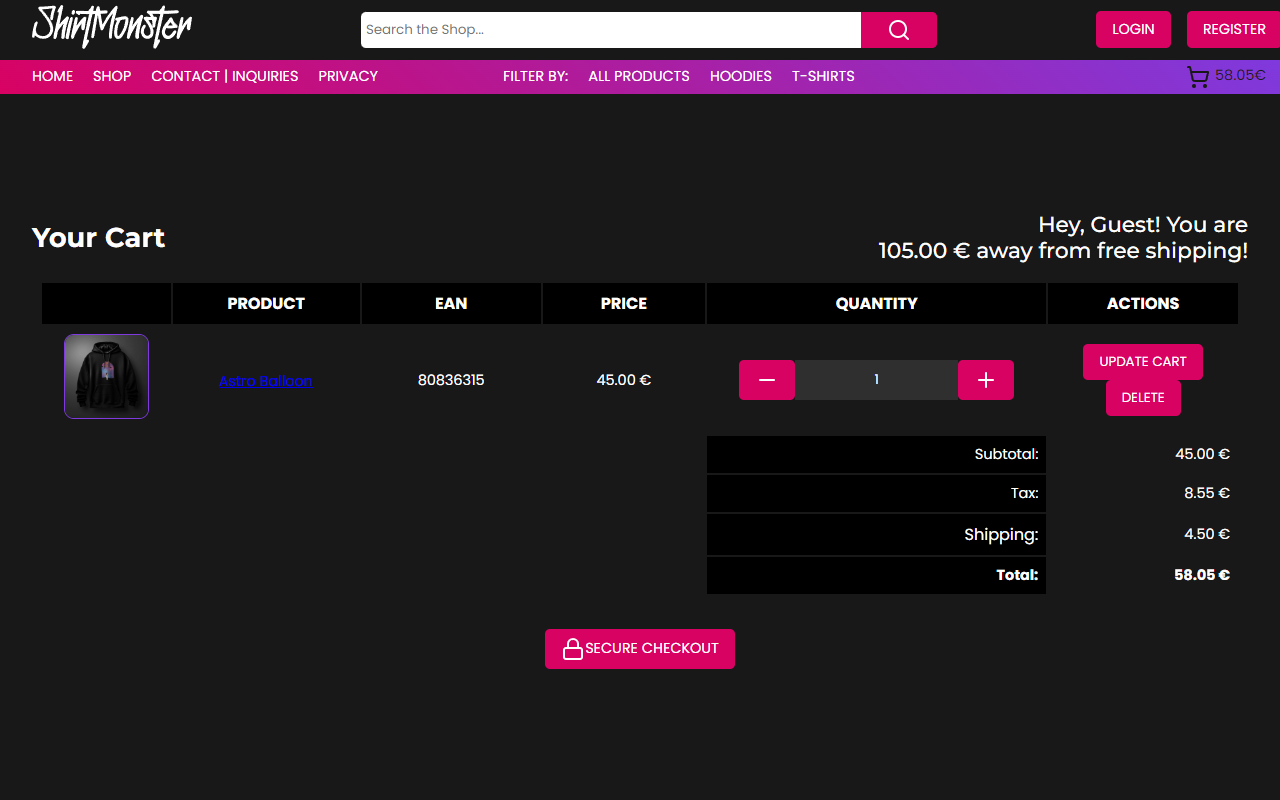 ShirtMonster
Search the Shop...
LOGIN
REGISTER
HOME SHOP CONTACT | INQUIRIES PRIVACY FILTER BY: ALL PRODUCTS HOODIES T-SHIRTS 58.05€
Your Cart
Hey, Guest! You are
105.00 € away from free shipping!
PRODUCT EAN PRICE QUANTITY ACTIONS
Astro Balloon 80836315 45.00 € 1
UPDATE CART
DELETE
Subtotal: 45.00 €
Tax: 8.55 €
Shipping: 4.50 €
Total: 58.05 €
SECURE CHECKOUT